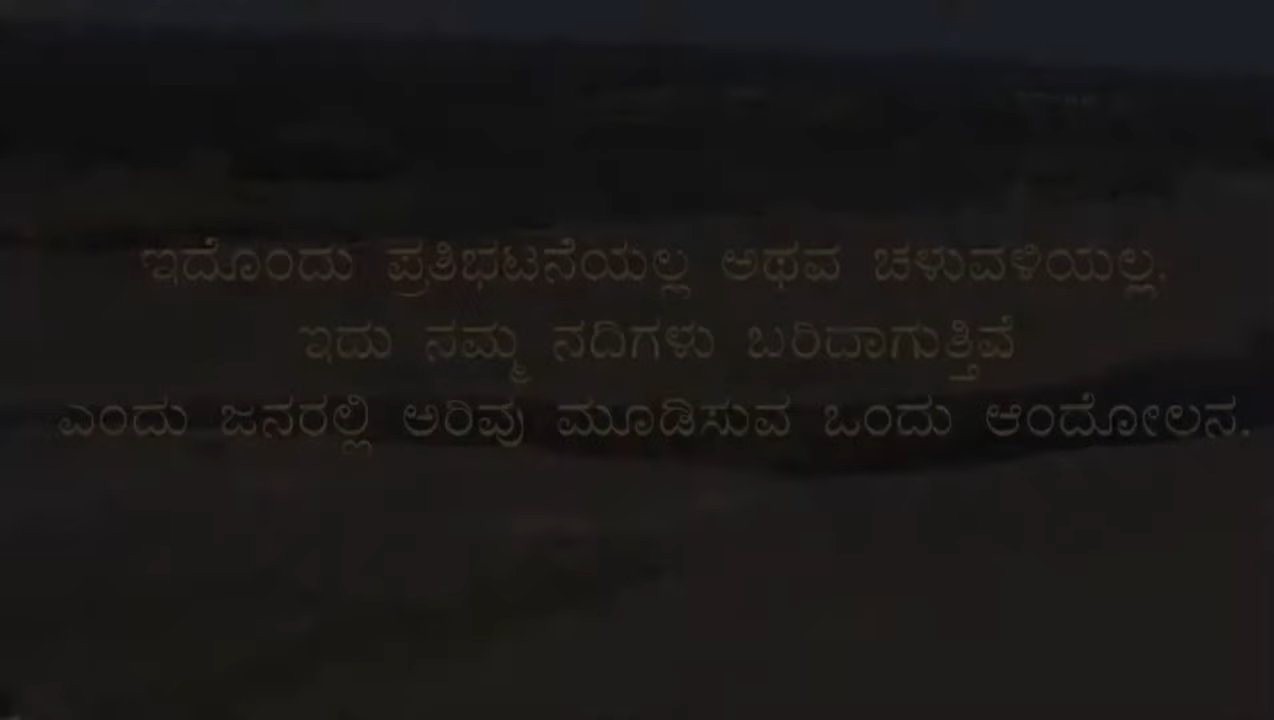 ಇದೊಂದು ಪ್ರತಿಭಟನೆಯಲ್ಲ ಅಥವ ಚಳುವಳಿಯಲ್ಲ.
ಇದು ನಮ್ಮ ನದಿಗಳು ಬರಿದಾಗುತ್ತಿವೆ
ಎಂದು ಜನರಲ್ಲಿ ಅರಿವು ಮೂಡಿಸುವ ಒಂದು ಆಂದೋಲನ.